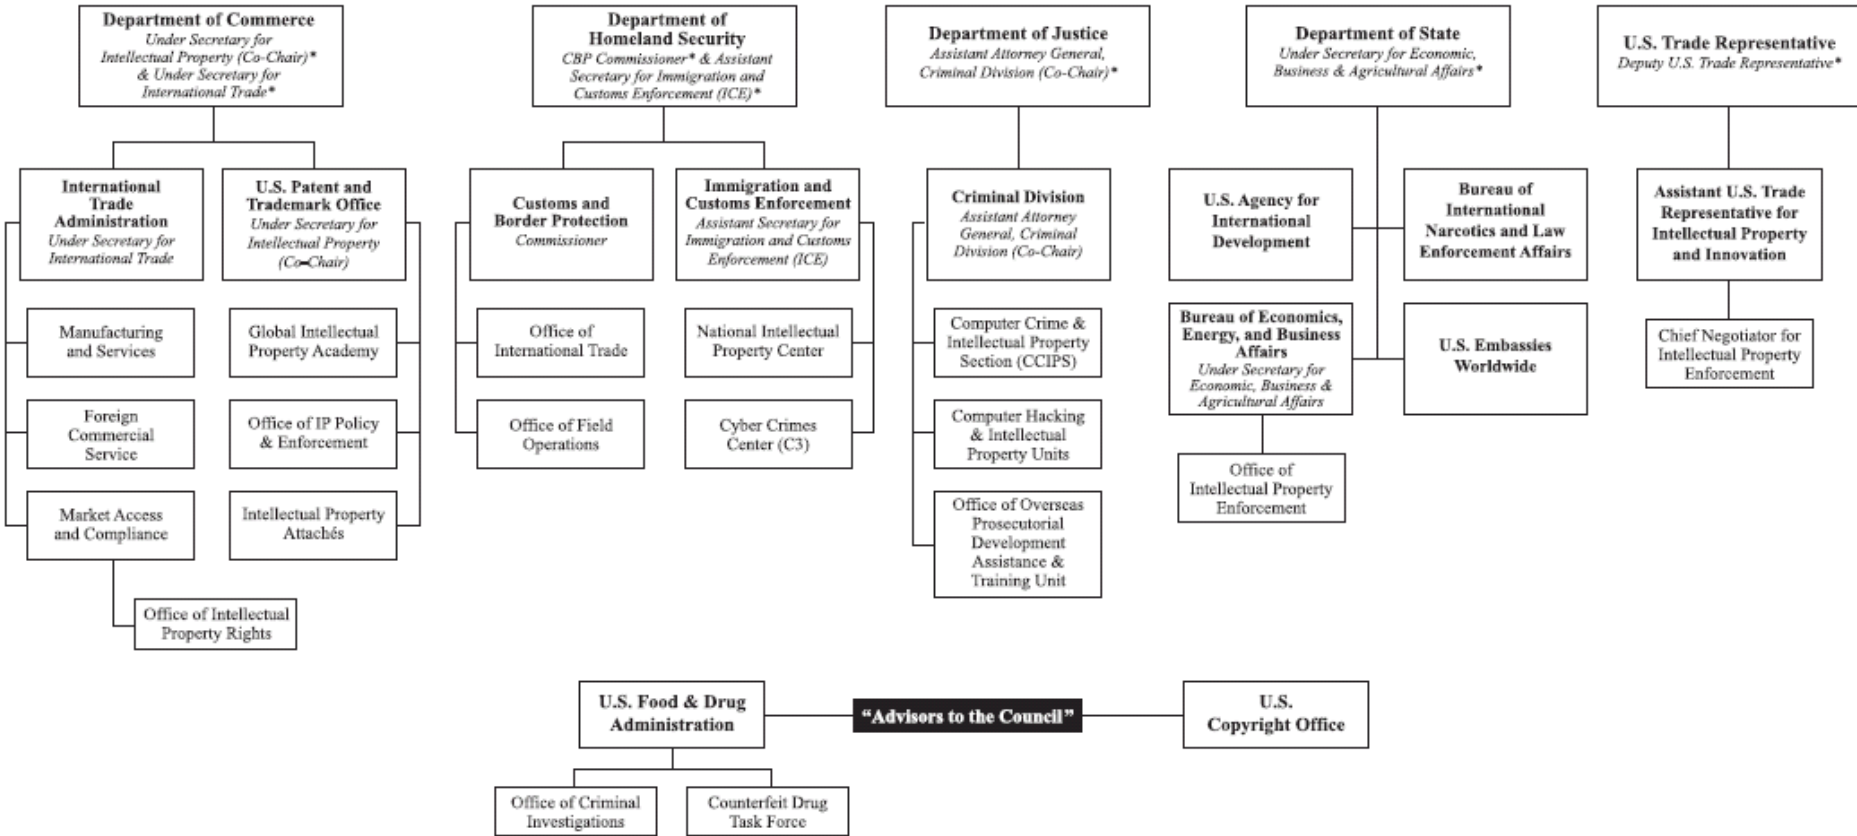 Department of Commerce
Under Secretary for
Intellectual Property (Co-Chair)*
& Under Secretary for
International Trade*
Department of
Homeland Security
CBP Commissioner* & Assistant
Secretary for Immigration and
Customs Enforcement (ICE)*
Department of Justice
Assistant Attorney General,
Criminal Division (Co-Chair)*
Department of State
Under Secretary for Economic,
Business & Agricultural Affairs*
U.S. Trade Representative
Deputy U.S. Trade Representative*
International
Trade
Administration
Under Secretary for
International Trade
U.S. Patent and
Trademark Office
Under Secretary for
Intellectual Property
(Co-Chair)
Customs and
Border Protection
Commissioner
Immigration and
Customs Enforcement
Assistant Secretary for
Immigration and Customs
Enforcement (ICE)
Criminal Division
Assistant Attorney
General, Criminal
Division (Co-Chair)
U.S. Agency for
International
Development
Bureau of
International
Narcotics and Law
Enforcement Affairs
Assistant U.S. Trade
Representative for
Intellectual Property
and Innovation
Manufacturing
and Services
Global Intellectual
Property Academy
Office of
International Trade
National Intellectual
Property Center
Computer Crime &
Intellectual Property
Section (CCIPS)
Bureau of Economics,
Energy, and Business
Affairs
Under Secretary for
Economic, Business &
Agricultural Affairs
U.S. Embassies
Worldwide
Chief Negotiator for
Intellectual Property
Enforcement
Foreign
Commercial
Service
Office of IP Policy
& Enforcement
Office of Field
Operations
Cyber Crimes
Center (C3)
Computer Hacking
& Intellectual
Property Units
Office of
Intellectual Property
Enforcement
Market Access
and Compliance
Intellectual Property
Attachés
Office of Overseas
Prosecutorial
Development
Assistance &
Training Unit
Office of Intellectual
Property Rights
U.S. Food & Drug
Administration
“Advisors to the Council”
U.S.
Copyright Office
Office of Criminal
Investigations
Counterfeit Drug
Task Force